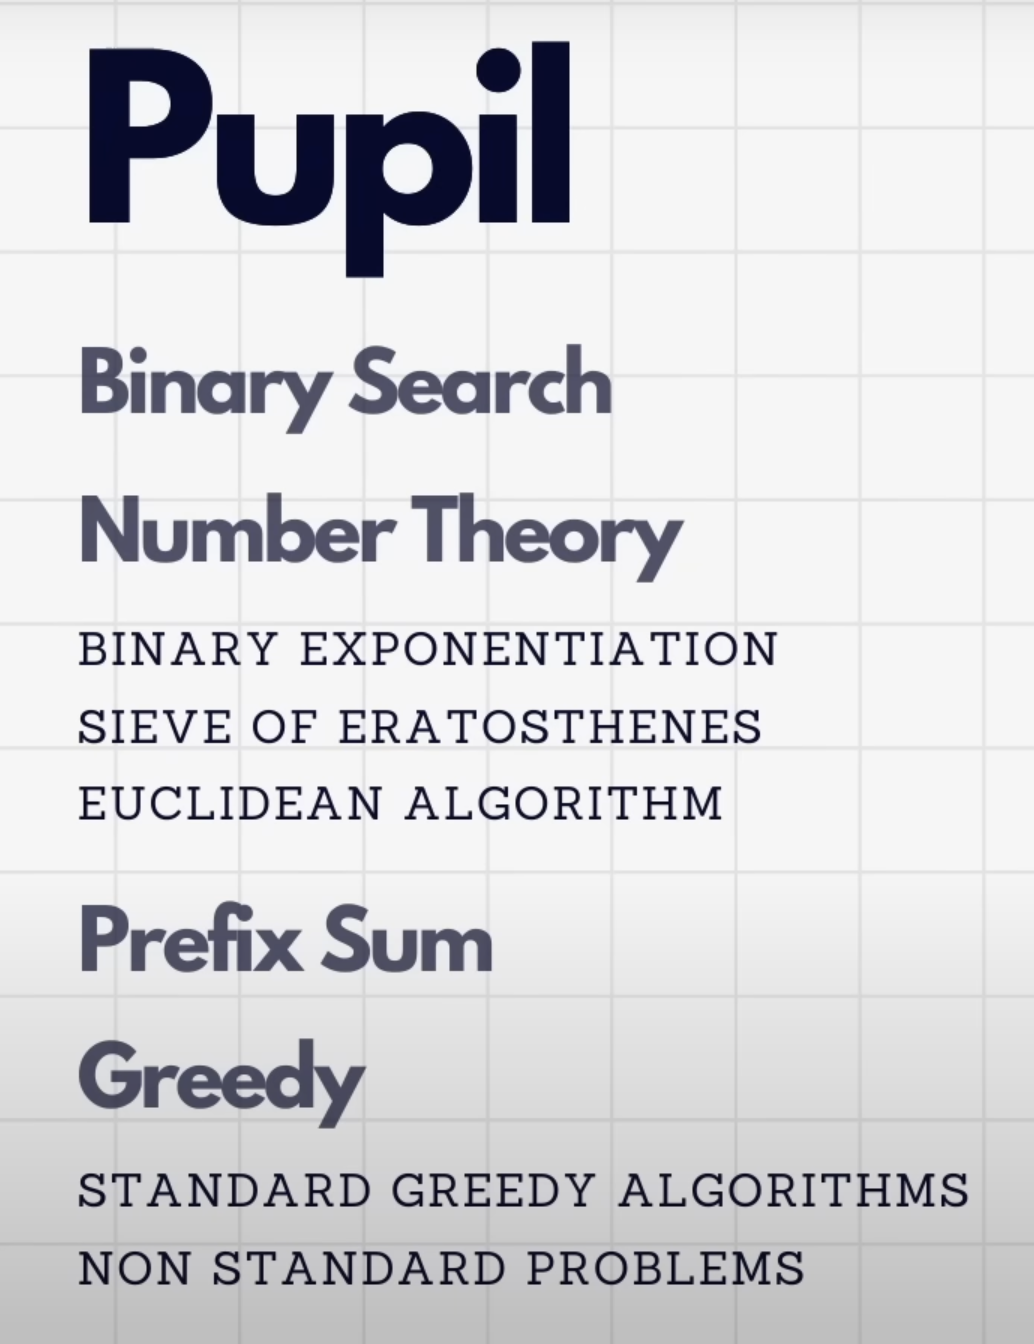 Pupil
Binary Search
Number Theory
BINARY EXPONENTIATION
SIEVE OF ERATOSTHENES
EUCLIDEAN ALGORITHM
Prefix Sum
Greedy
STANDARD GREEDY ALGORITHMS
NON STANDARD PROBLEMS